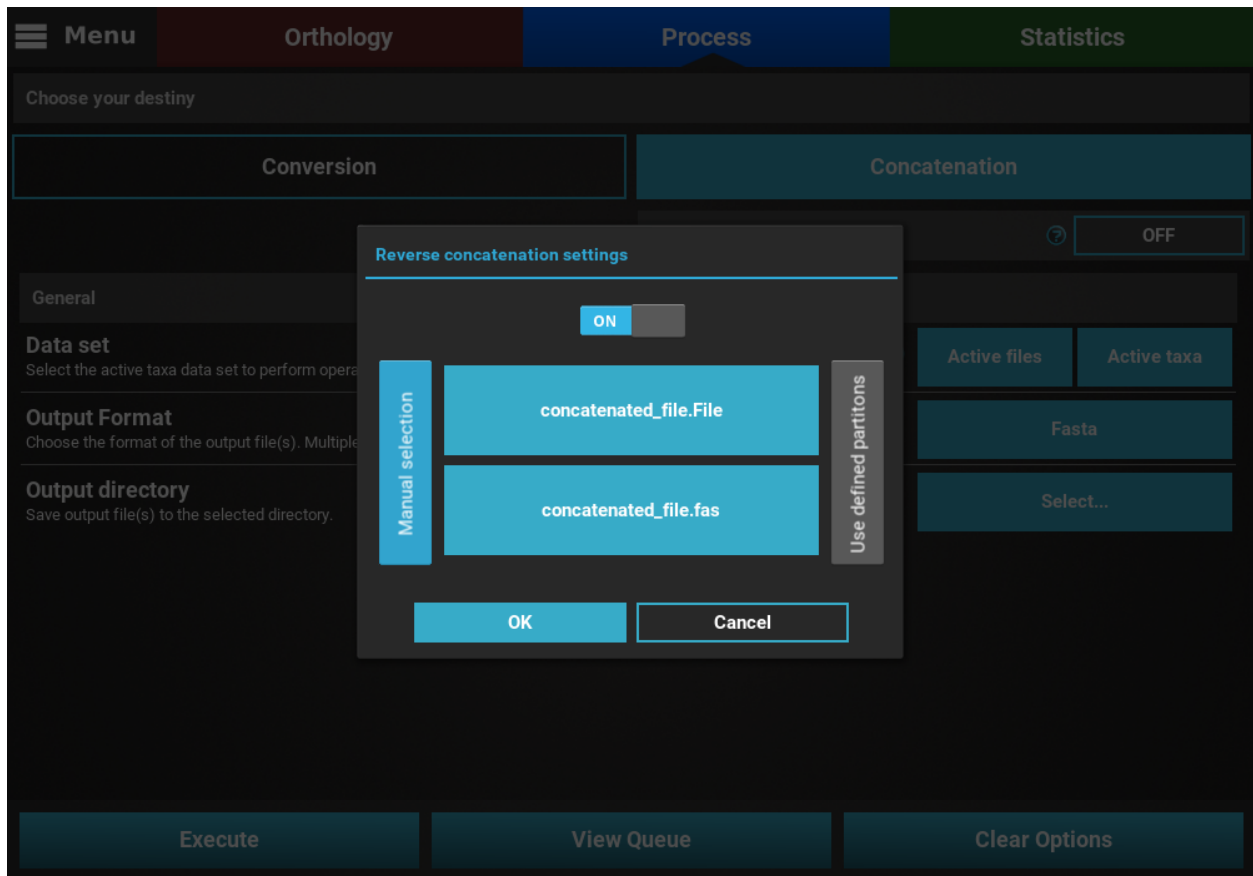 Menu
Orthology
Process
Statistics
Choose your destiny
Conversion
Concatenation
? OFF
Reverse concatenation settings
General
ON
Data set
Select the active taxa data set to perform opera
Active files
Active taxa
Manual selection
concatenated_file.File
Use defined partitons
Output Format
Choose the format of the output file(s). Multiple
Fasta
concatenated_file.fas
Output directory
Save output file(s) to the selected directory.
Select...
OK
Cancel
Execute
View Queue
Clear Options